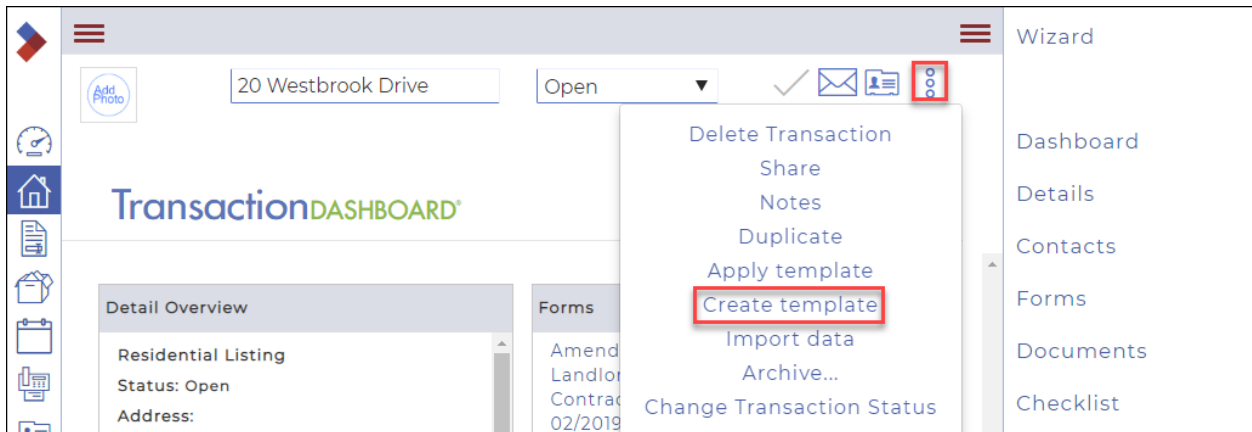 Wizard
Add
Photo
20 Westbrook Drive
Open
Delete Transaction
Share
Notes
Duplicate
Apply template
Create template
Import data
Archive...
Change Transaction Status
TransactionDASHBOARD®
Detail Overview
Residential Listing
Status: Open
Address:
Forms
Amend
Landlor
Contrac
02/2019
Dashboard
Details
Contacts
Forms
Documents
Checklist